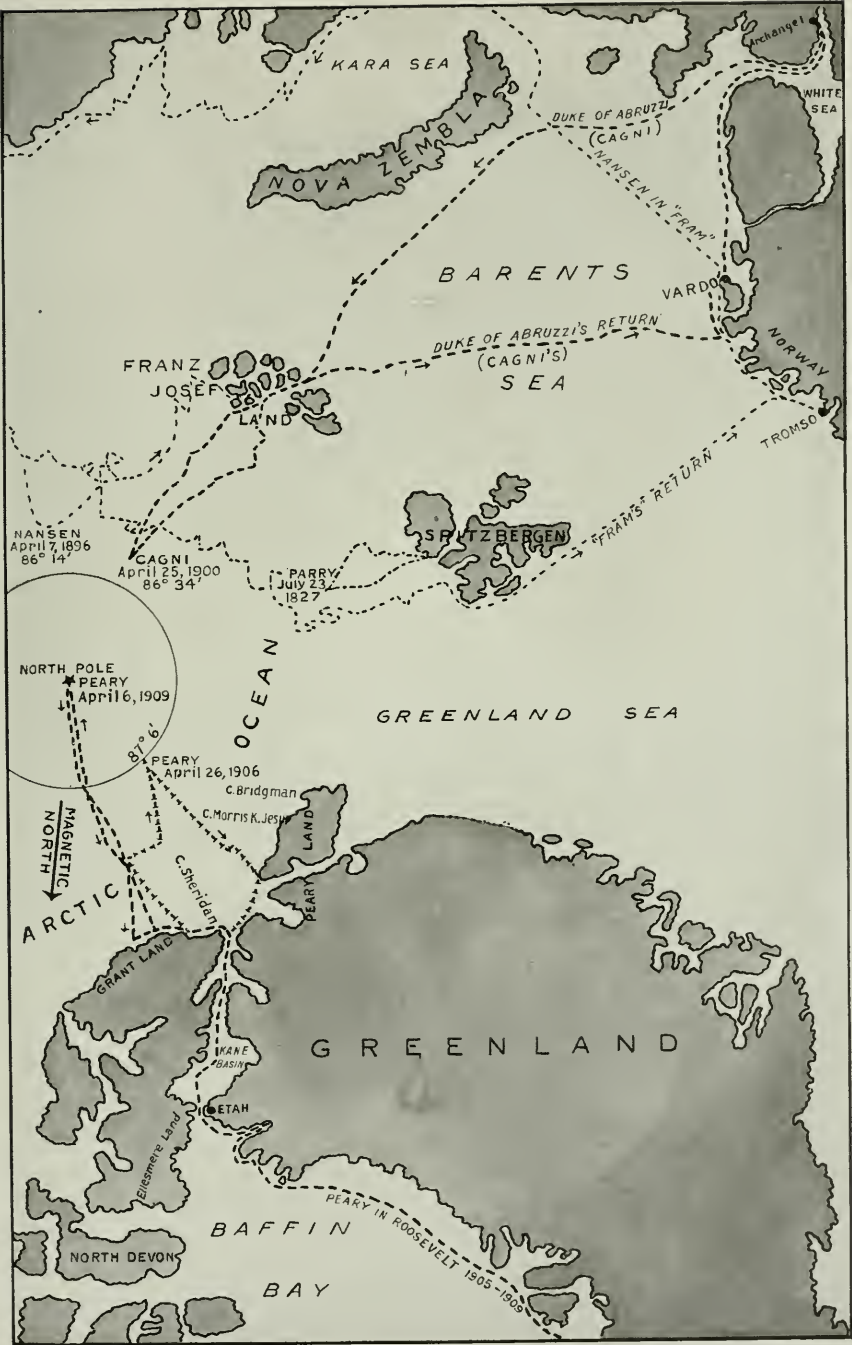 Archangel
KARA SEA
WHITE
SEA
NOVA ZEMBLA
DUKE OF ABRUZZI
(CAGNI)
NANSEN IN "FRAM"
BARENTS
VARDO
NORWAY
DUKE OF ABRUZZI'S RETURN
(CAGNI'S)
SEA
FRANZ
JOSEF
LAND
TROMSO
"FRAM'S" RETURN
SPITZBERGEN
NANSEN
April 7, 1896
86° 14'
CAGNI
April 25, 1900
86° 34'
PARRY
July 23,
1827
NORTH POLE
PEARY
April 6, 1909
OCEAN
GREENLAND SEA
87° 6'
PEARY
April 26, 1906
C. Bridgman
C. Morris K. Jesup
PEARY LAND
MAGNETIC
NORTH
C. Sheridan
ARCTIC
GRANT LAND
GREENLAND
KANE
BASIN
ETAH
Ellesmere Land
PEARY IN ROOSEVELT 1905-1909
BAFFIN
BAY
NORTH DEVON